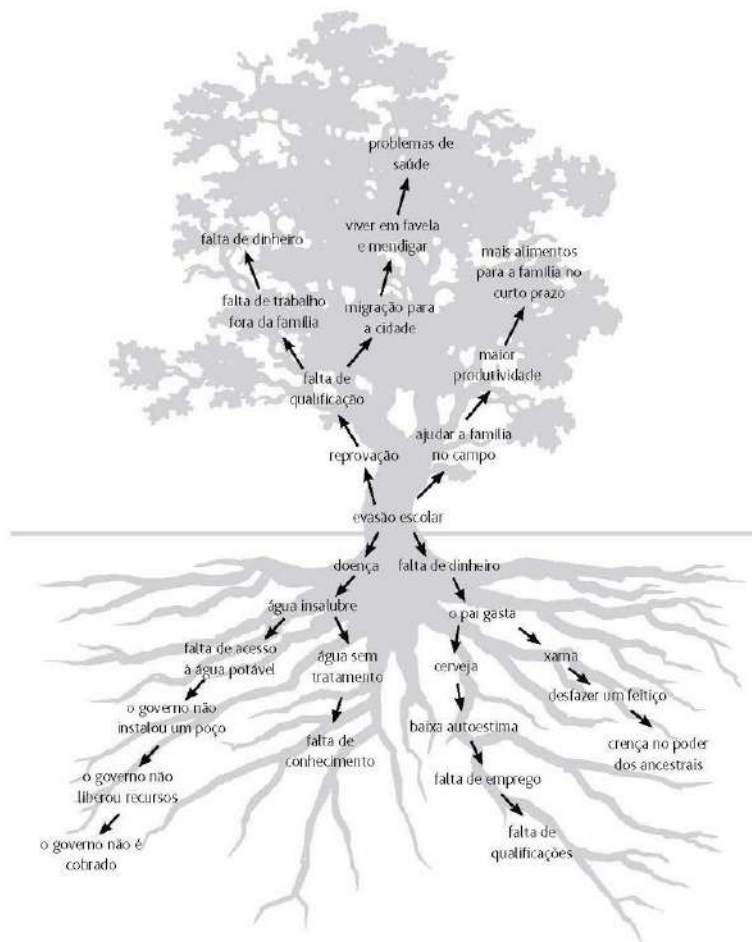 problemas de
saúde
viver em favela
e mendigar
falta de dinheiro
mais alimentos
para a família no
curto prazo
falta de trabalho
fora da família
migração para
a cidade
maior
produtividade
falta de
qualificação
ajudar a família
no campo
reprovação
evasão escolar
doença
falta de dinheiro
água insalubre
o pai gasta
falta de acesso
à água potável
água sem
tratamento
cerveja
xama
desfazer um feitiço
o governo não
instalou um poço
baixa autoestima
crença no poder
dos ancestrais
falta de
conhecimento
o governo não
liberou recursos
falta de emprego
falta de
qualificações
o governo não é
cobrado